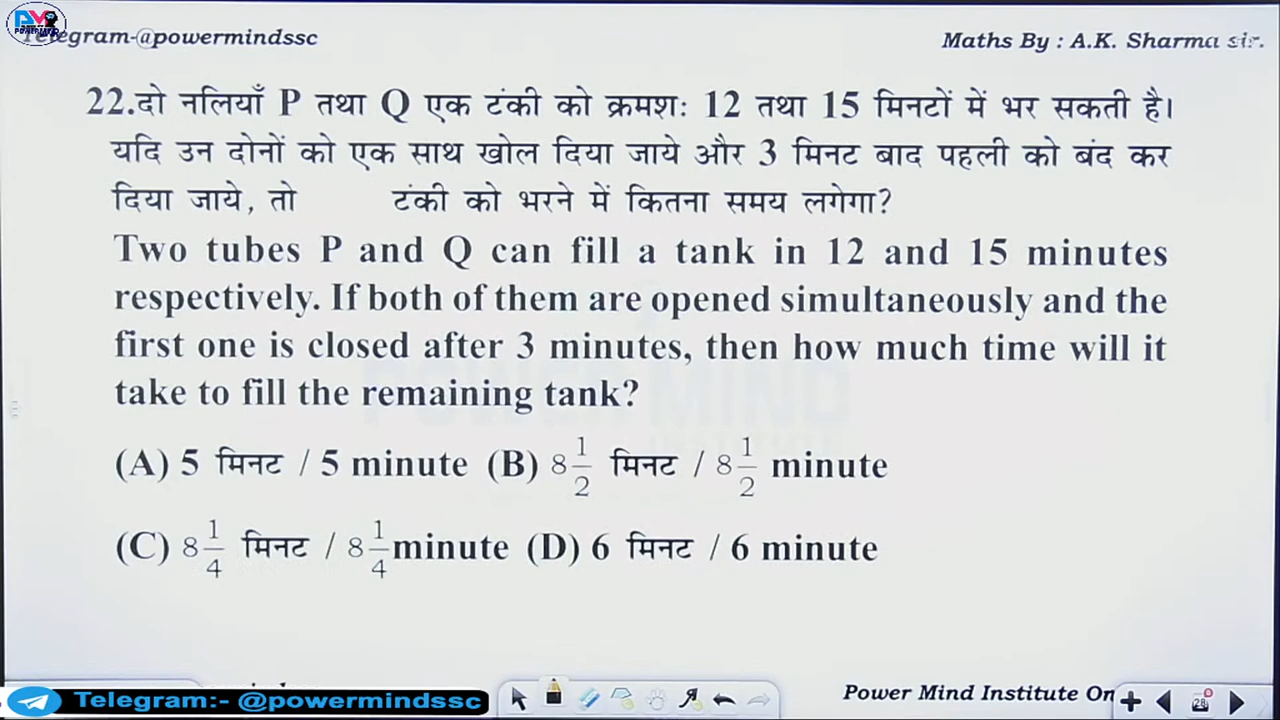 Telegram-@powermindssc
Maths By : A.K. Sharma sir.
22.दो नलियाँ P तथा Q एक टंकी को क्रमशः 12 तथा 15 मिनटों में भर सकती है।
यदि उन दोनों को एक साथ खोल दिया जाये और 3 मिनट बाद पहली को बंद कर
दिया जाये, तो टंकी को भरने में कितना समय लगेगा?
Two tubes P and Q can fill a tank in 12 and 15 minutes
respectively. If both of them are opened simultaneously and the
first one is closed after 3 minutes, then how much time will it
take to fill the remaining tank?
POWER MIND
(A) 5 मिनट / 5 minute (B) 8 1/2 मिनट / 8 1/2 minute
(C) 8 1/4 मिनट / 8 1/4 minute (D) 6 मिनट / 6 minute
Telegram:- @powermindssc
Power Mind Institute On
28